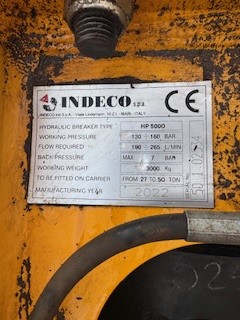 INDECO S.p.A. CE
INDECO Ind S.p.A. - Viale Lindemann, 10 Z.I. - BARI - ITALY
HYDRAULIC BREAKER TYPE HP 5000
WORKING PRESSURE 130 - 160 BAR
FLOW REQUIRED 190 - 265 L/MIN
BACK PRESSURE MAX 7 BAR
WORKING WEIGHT 3000 Kg
TO BE FITTED ON CARRIER FROM 27 TO 50 TON
MANUFACTURING YEAR 2022